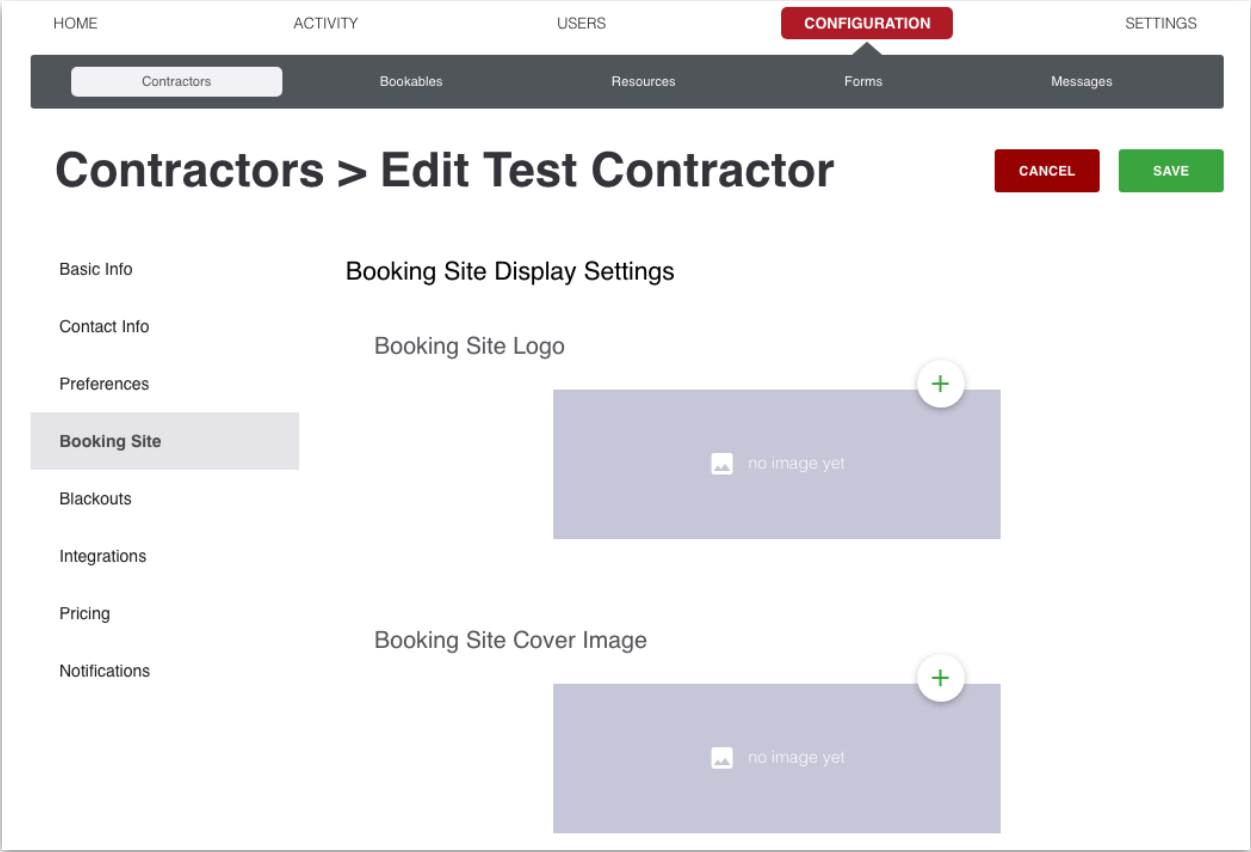 HOME ACTIVITY USERS CONFIGURATION SETTINGS
Contractors Bookables Resources Forms Messages
Contractors > Edit Test Contractor CANCEL SAVE
Basic Info
Booking Site Display Settings
Contact Info
Booking Site Logo
Preferences
Booking Site
no image yet
Blackouts
Integrations
Pricing
Booking Site Cover Image
Notifications
no image yet